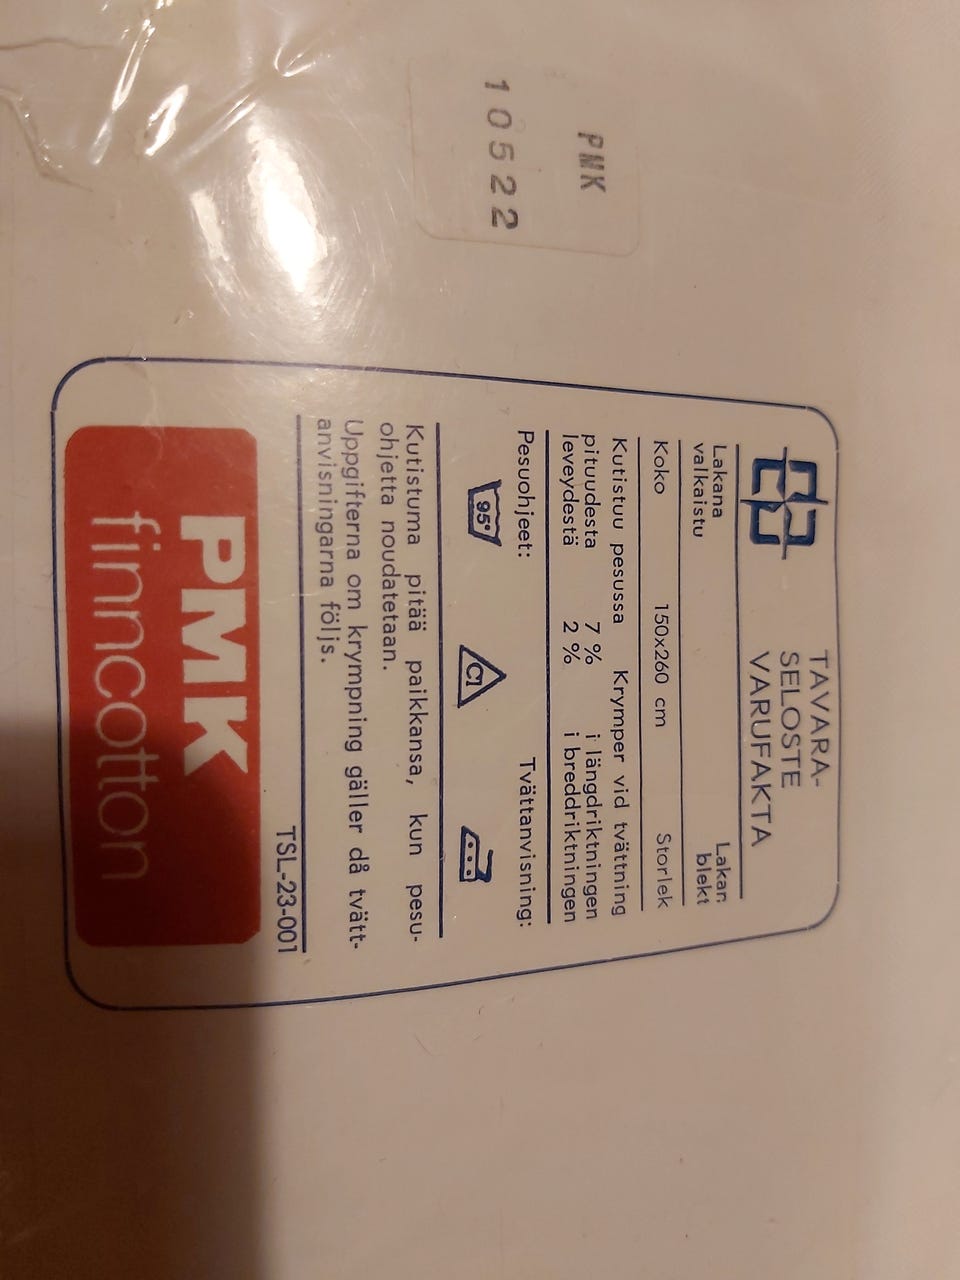 PMK
10522
TAVARA-
SELOSTE
VARUFAKTA
Lakana Lakan
valkaistu blekt
Koko 150x260 cm Storlek
Kutistuu pesussa Krymper vid tvättning
pituudesta 7 % i längdriktningen
leveydestä 2 % i breddriktningen
Pesuohjeet: Tvättanvisning:
95° Cl
Kutistuma pitää paikkansa, kun pesu-
ohjetta noudatetaan.
Uppgifterna om krympning gäller då tvätt-
anvisningarna följs.
TSL-23-001
PMK
finncotton